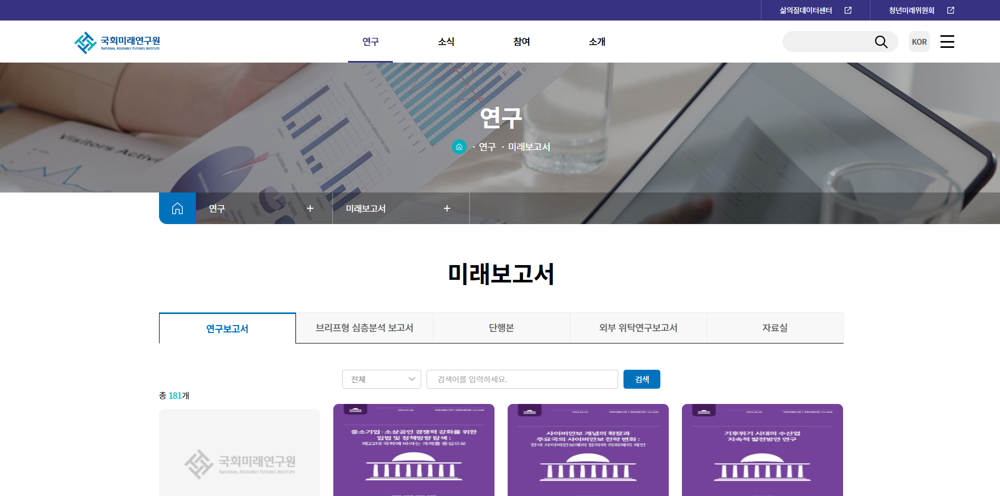 삶의질데이터센터
청년미래위원회
국회미래연구원
NATIONAL ASSEMBLY FUTURES INSTITUTE
연구
소식
참여
소개
KOR
Visitors Activi
연구
· 연구 · 미래보고서
연구
미래보고서
미래보고서
연구보고서
브리프형 심층분석 보고서
단행본
외부 위탁연구보고서
자료실
전체
검색어를 입력하세요.
검색
총 181개
국회미래연구원
NATIONAL ASSEMBLY FUTURES INSTITUTE
중소기업·소상공인 경쟁력 강화를 위한
입법 및 정책방향 탐색 :
제22대 국회에 바라는 과제를 중심으로
사이버안보 개념의 확장과
주요국의 사이버안보 전략 변화 :
한국 사이버안보에의 함의와 의회에의 제언
기후위기 시대의 수산업
지속적 발전방안 연구